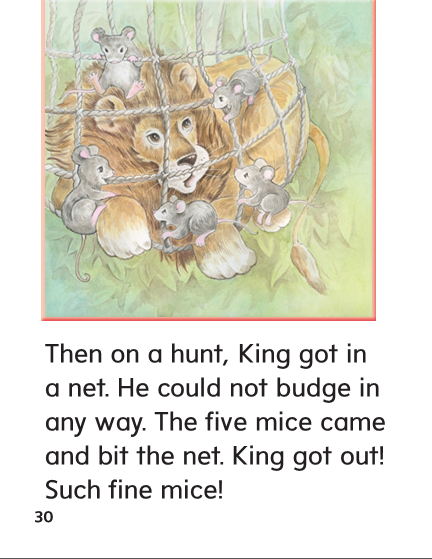 Then on a hunt, King got in
a net. He could not budge in
any way. The five mice came
and bit the net. King got out!
Such fine mice!
30